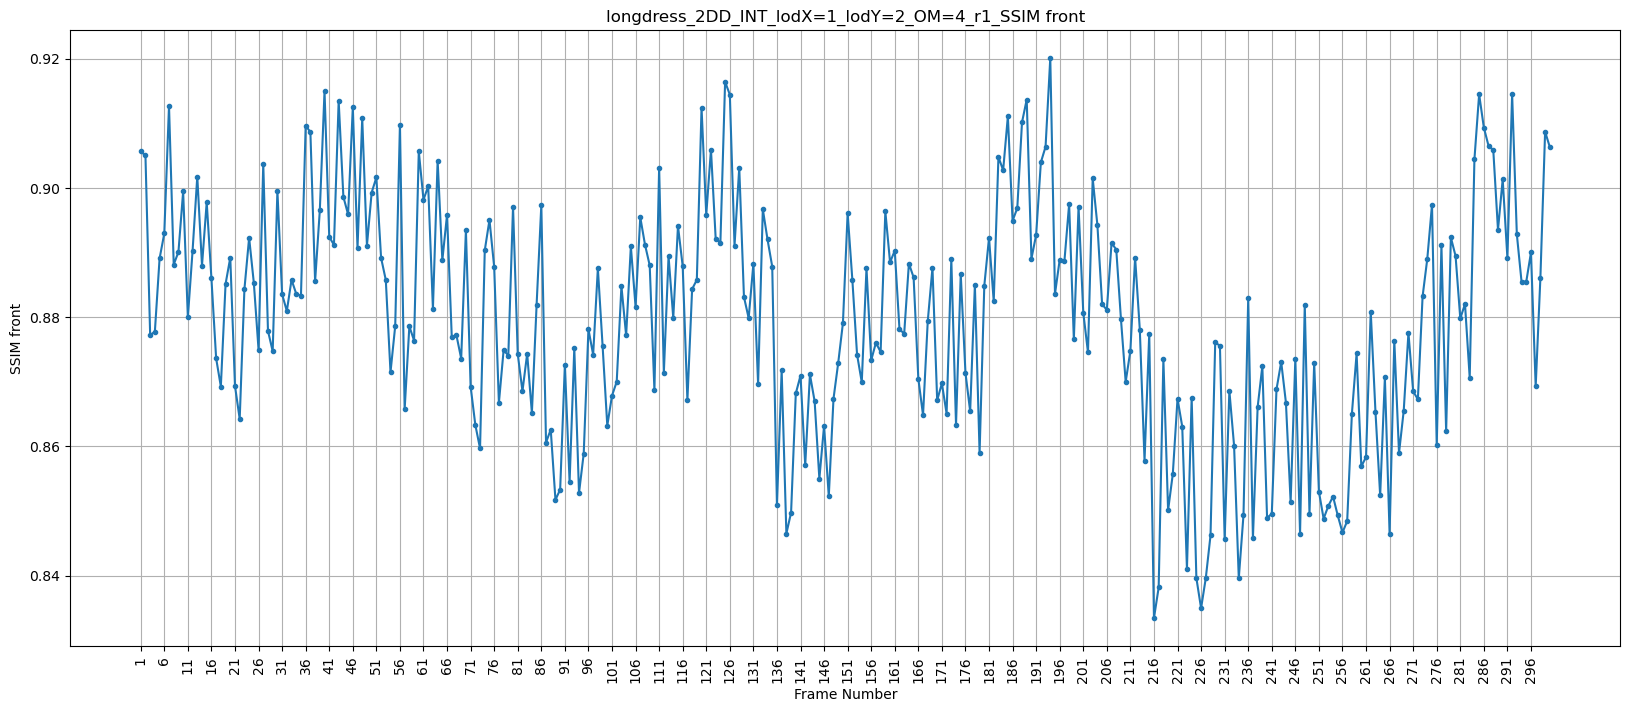 longdress_2DD_INT_lodX=1_lodY=2_OM=4_r1_SSIM front
SSIM front
0.92
0.90
0.88
0.86
0.84
1 6 11 16 21 26 31 36 41 46 51 56 61 66 71 76 81 86 91 96 101 106 111 116 121 126 131 136 141 146 151 156 161 166 171 176 181 186 191 196 201 206 211 216 221 226 231 236 241 246 251 256 261 266 271 276 281 286 291 296
Frame Number